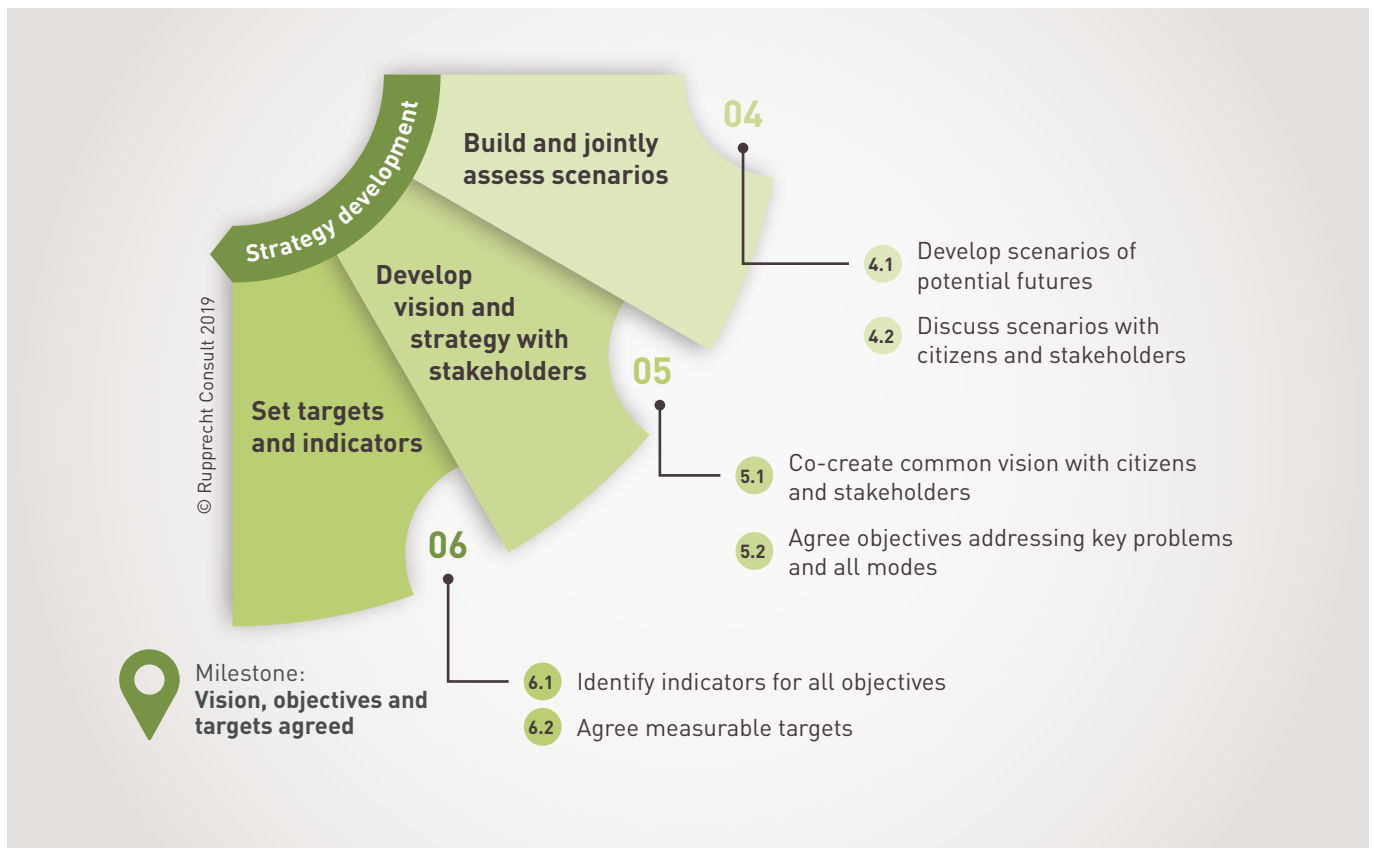 Strategy development
Build and jointly
assess scenarios
04
4.1
Develop scenarios of
potential futures
4.2
Discuss scenarios with
citizens and stakeholders
Develop
vision and
strategy with
stakeholders
05
5.1
Co-create common vision with citizens
and stakeholders
5.2
Agree objectives addressing key problems
and all modes
Set targets
and indicators
06
6.1
Identify indicators for all objectives
6.2
Agree measurable targets
Milestone:
Vision, objectives and
targets agreed
© Rupprecht Consult 2019